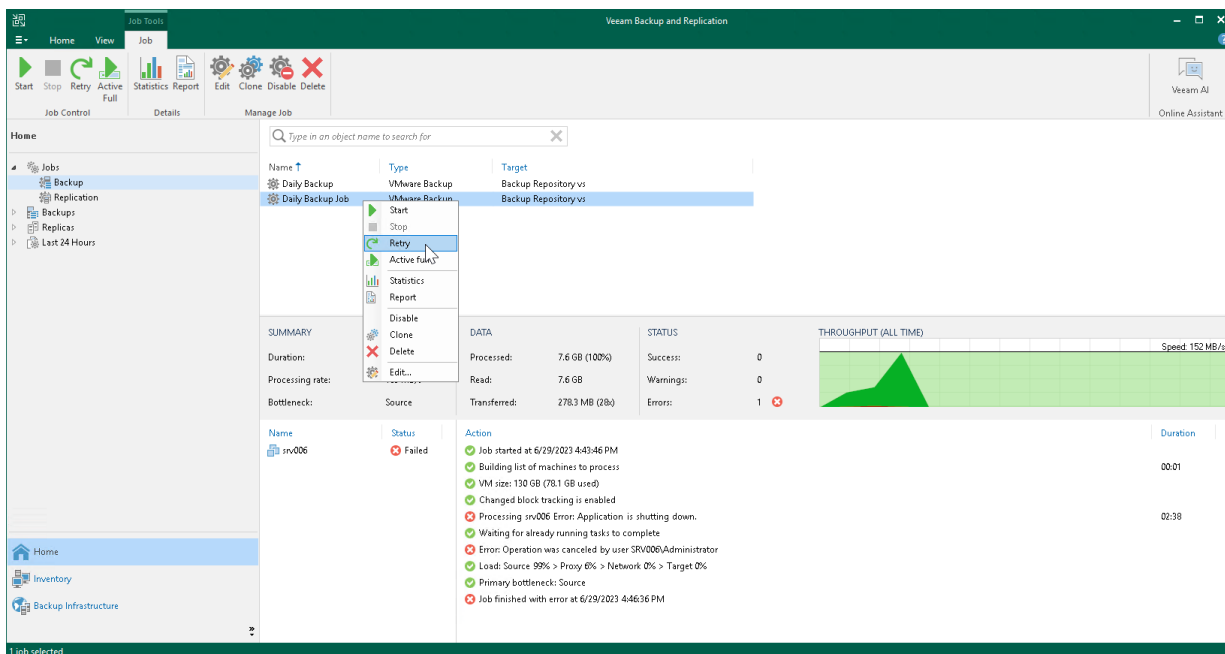 Job Tools
Veeam Backup and Replication
Home View Job
Start Stop Retry Active Full
Statistics Report
Edit Clone Disable Delete
Veeam AI
Job Control Details Manage Job Online Assistant
Home
Type in an object name to search for
Jobs
Backup
Replication
Backups
Replicas
Last 24 Hours
Name Type Target
Daily Backup VMware Backup Backup Repository vs
Daily Backup Job VMware Backup Backup Repository vs
Start
Stop
Retry
Active full
Statistics
Report
Disable
Clone
Delete
Edit...
SUMMARY DATA STATUS THROUGHPUT (ALL TIME)
Speed: 152 MB/s
Duration: Processed: 7.6 GB (100%) Success: 0
Processing rate: Read: 7.6 GB Warnings: 0
Bottleneck: Source Transferred: 278.3 MB (28x) Errors: 1
Name Status Action Duration
srv006 Failed
Job started at 6/29/2023 4:43:46 PM
Building list of machines to process 00:01
VM size: 130 GB (78.1 GB used)
Changed block tracking is enabled
Processing srv006 Error: Application is shutting down. 02:38
Waiting for already running tasks to complete
Error: Operation was canceled by user SRV006\Administrator
Load: Source 99% > Proxy 6% > Network 0% > Target 0%
Primary bottleneck: Source
Job finished with error at 6/29/2023 4:46:36 PM
Home
Inventory
Backup Infrastructure
1 job selected